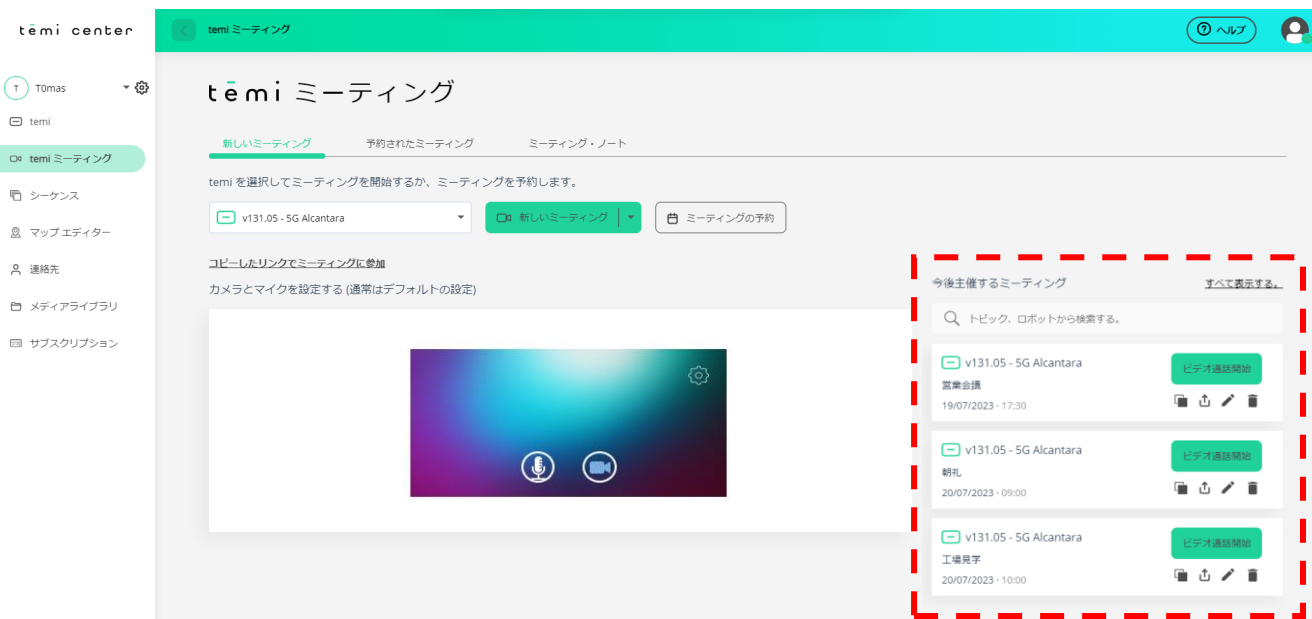 tēmi center
temi ミーティング
ヘルプ
T
T0mas
temi
temi ミーティング
シーケンス
マップ エディター
連絡先
メディアライブラリ
サブスクリプション
tēmi ミーティング
新しいミーティング
予約されたミーティング
ミーティング・ノート
temi を選択してミーティングを開始するか、ミーティングを予約します。
v131.05 - 5G Alcantara
新しいミーティング
ミーティングの予約
コピーしたリンクでミーティングに参加
カメラとマイクを設定する (通常はデフォルトの設定)
今後主催するミーティング
すべて表示する。
トピック、ロボットから検索する。
v131.05 - 5G Alcantara
ビデオ通話開始
営業会議
19/07/2023 · 17:30
v131.05 - 5G Alcantara
ビデオ通話開始
朝礼
20/07/2023 · 09:00
v131.05 - 5G Alcantara
ビデオ通話開始
工場見学
20/07/2023 · 10:00